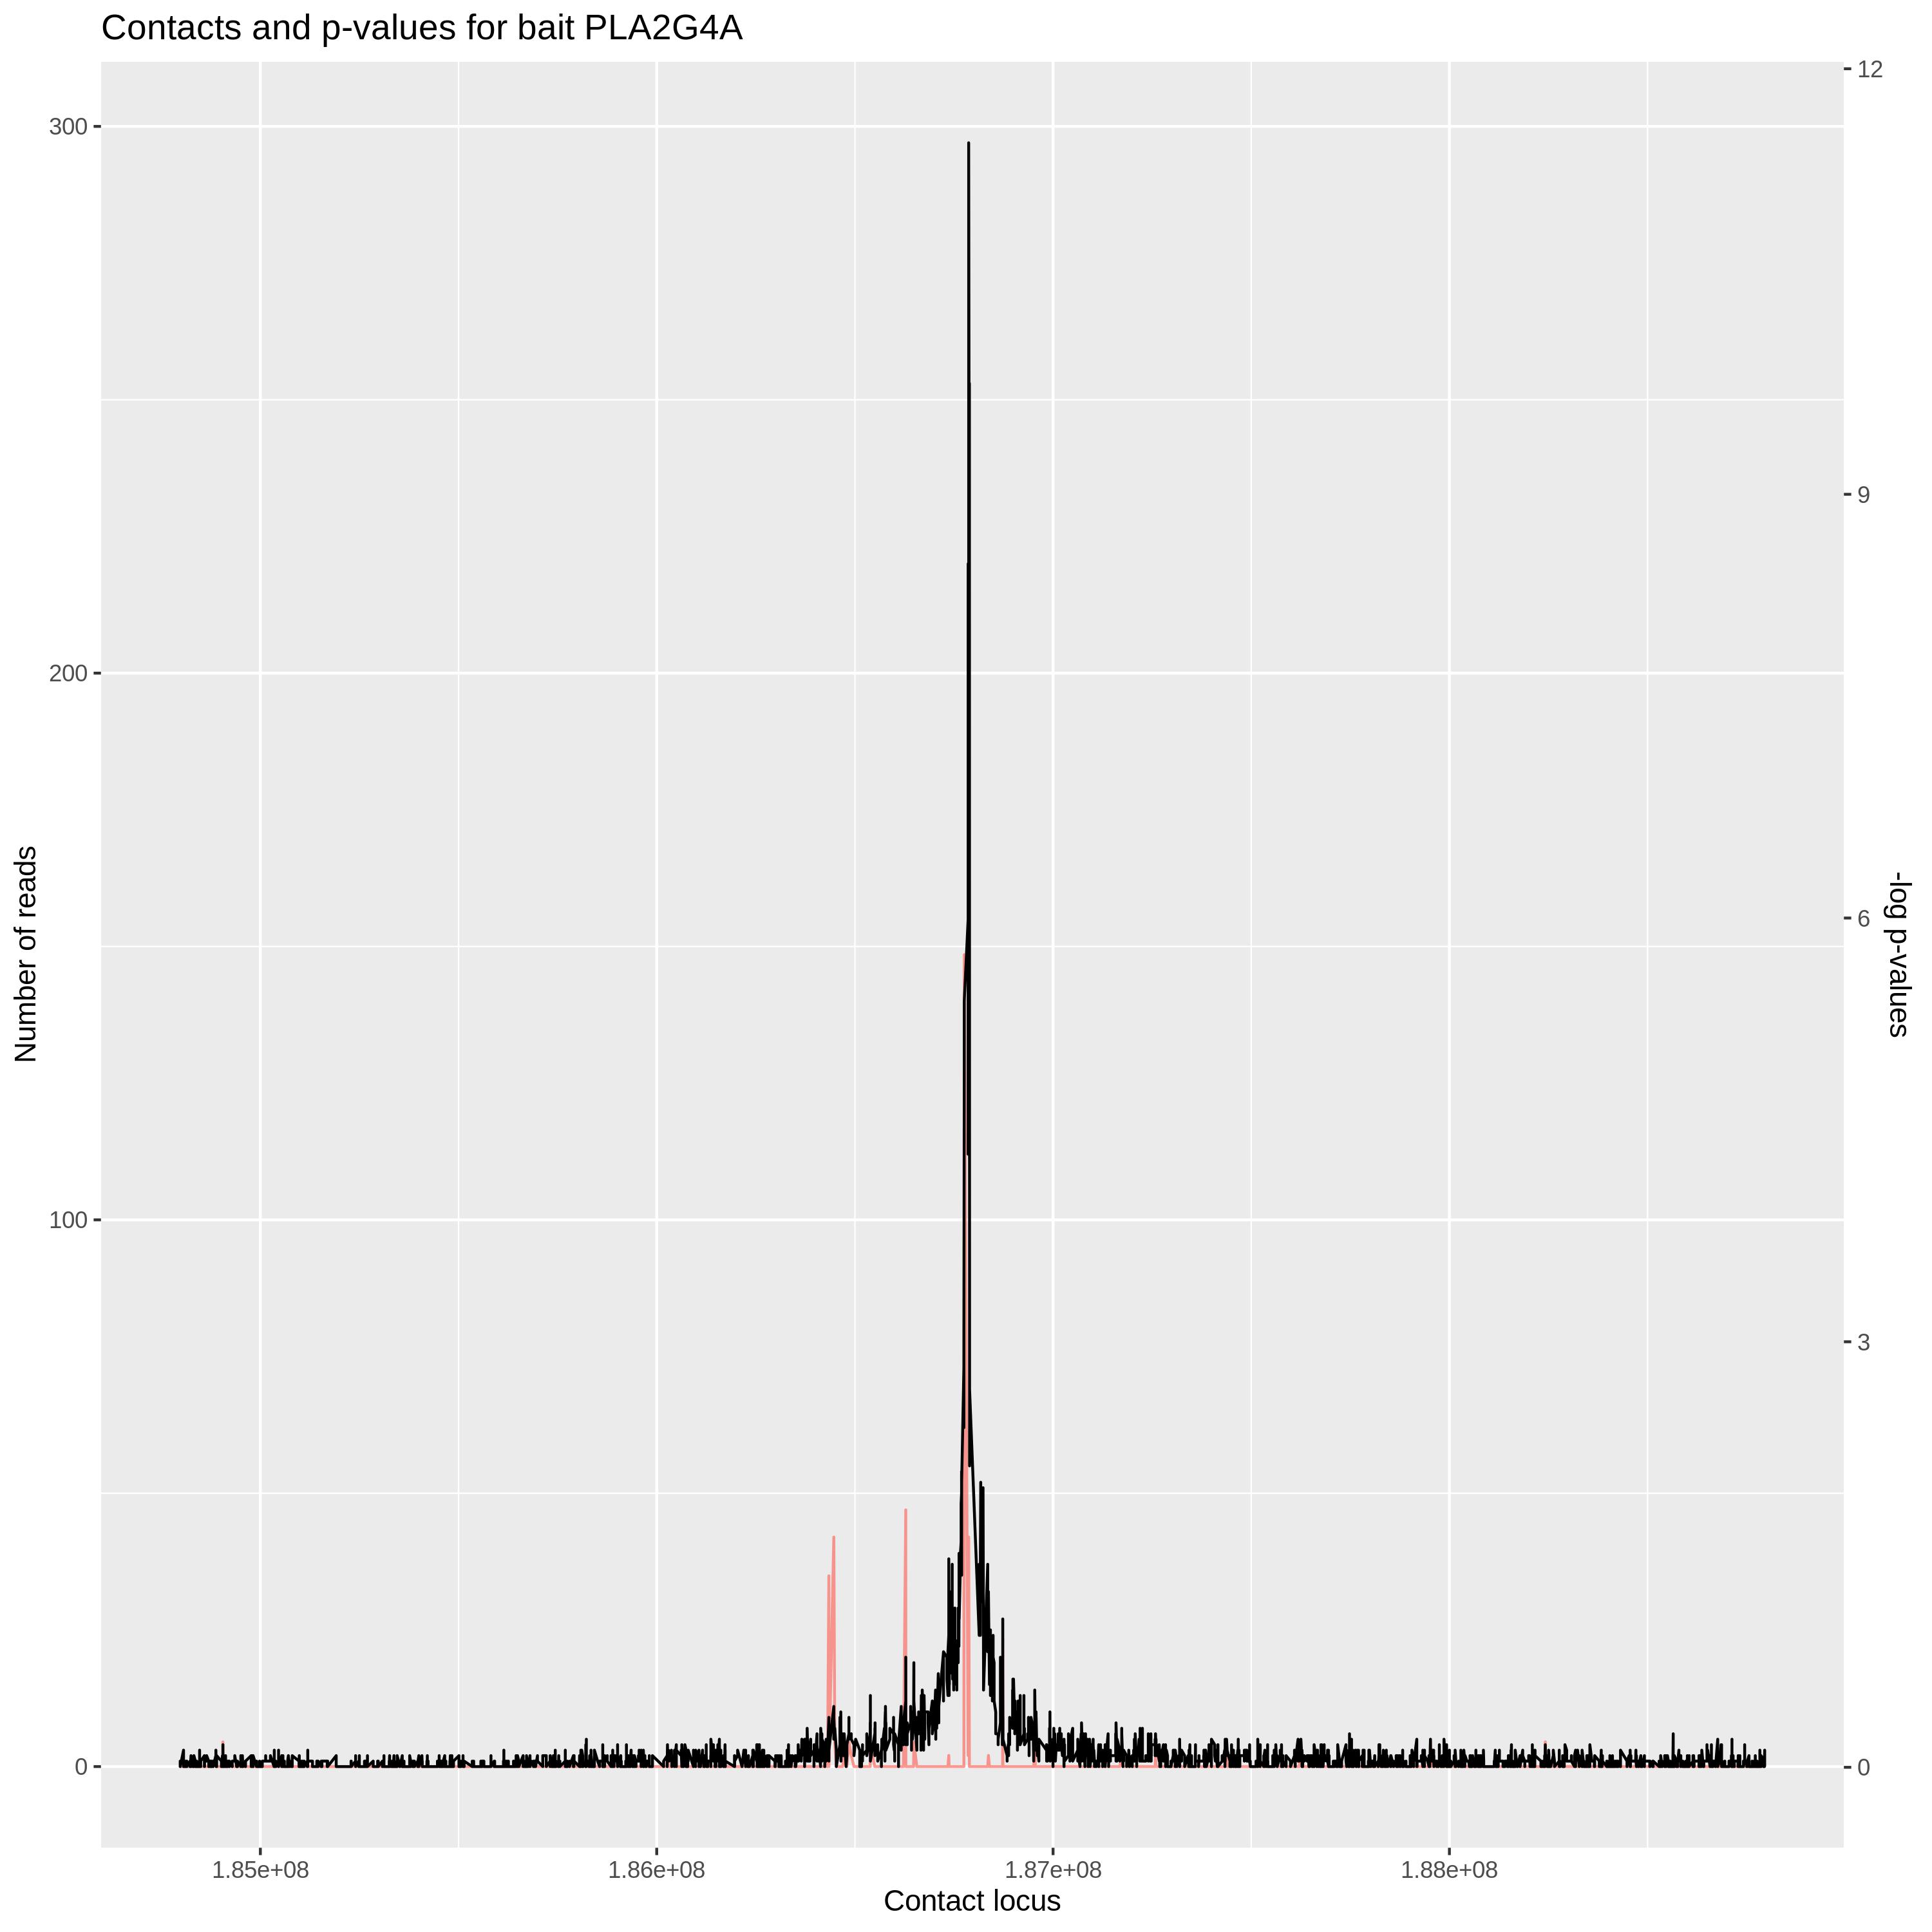 Contacts and p-values for bait PLA2G4A
300
200
100
0
Number of reads
12
9
6
3
0
-log p-values
1.85e+08
1.86e+08
1.87e+08
1.88e+08
Contact locus